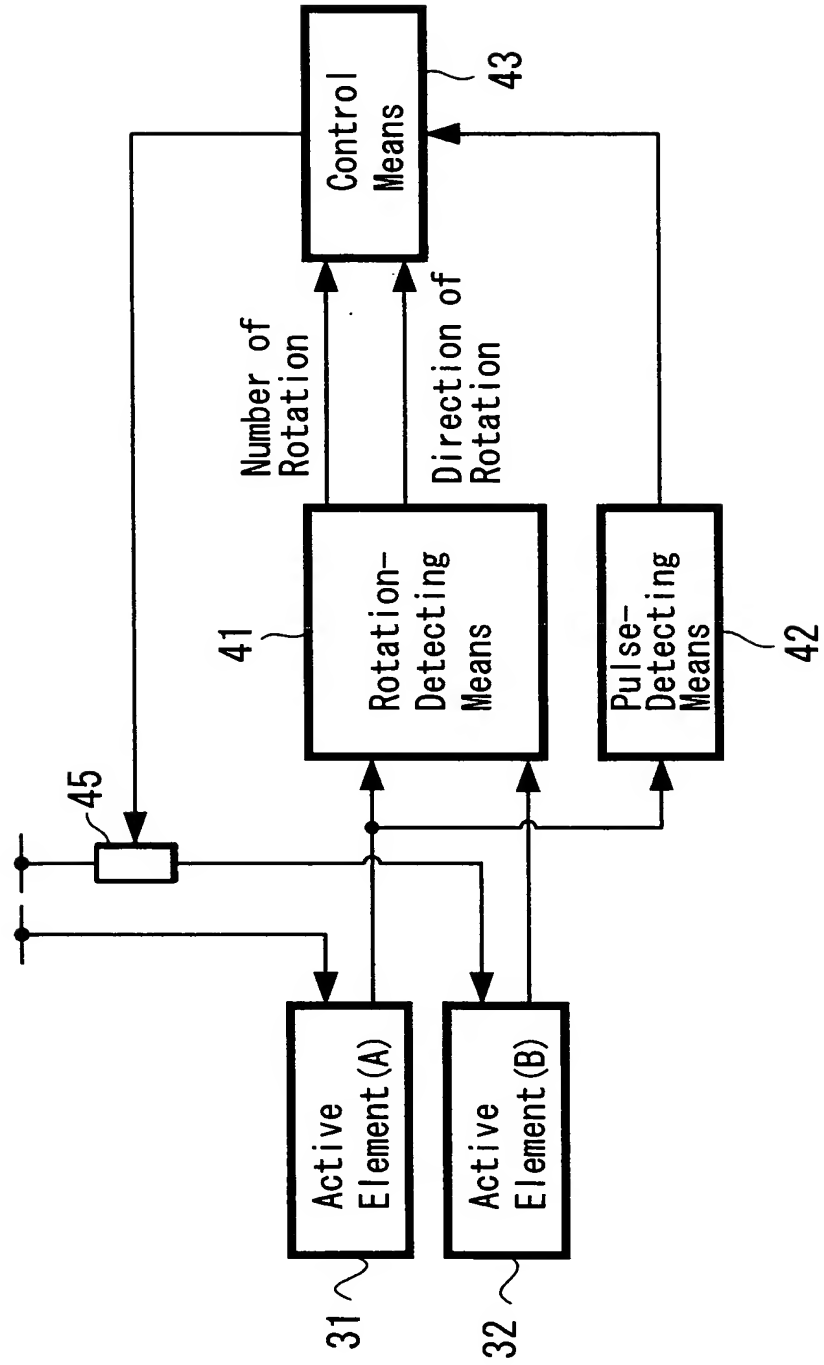 31
Active
Element(A)
32
Active
Element(B)
45
41
Rotation-
Detecting
Means
Pulse-
Detecting
Means
42
Number of
Rotation
Direction of
Rotation
Control
Means
43